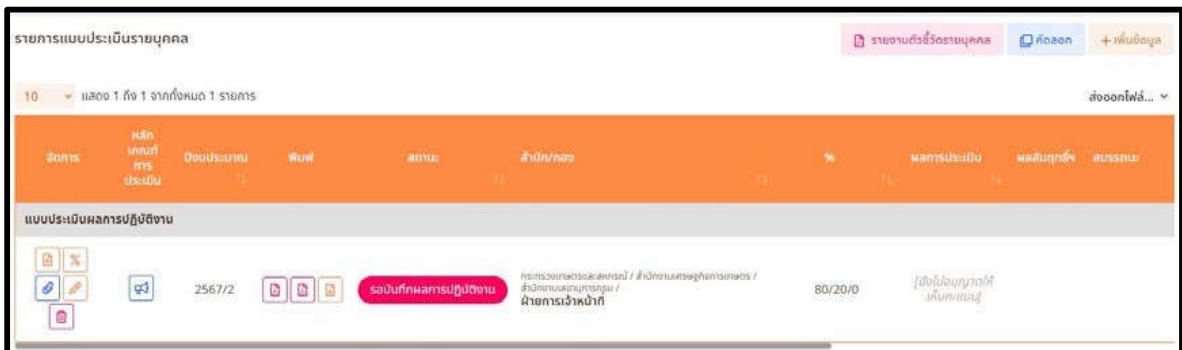 รายการแบบประเมินรายบุคคล
รายงานตัวชี้วัดรายบุคคล
คัดลอก
+ เพิ่มข้อมูล
10 แสดง 1 ถึง 1 จากทั้งหมด 1 รายการ
ส่งออกไฟล์...
จัดการ
หลัก
เกณฑ์
การ
ประเมิน
ปีงบประมาณ
พิมพ์
สถานะ
สำนัก/กอง
%
ผลการประเมิน
ผลสัมฤทธิ์ฯ
สมรรถนะ
แบบประเมินผลการปฏิบัติงาน
2567/2
รอบันทึกผลการปฏิบัติงาน
กระทรวงเกษตรและสหกรณ์ / สำนักงานเศรษฐกิจการเกษตร /
สำนักงานเลขานุการกรม /
ฝ่ายการเจ้าหน้าที่
80/20/0
[ยังไม่อนุญาตให้
เห็นคะแนน]